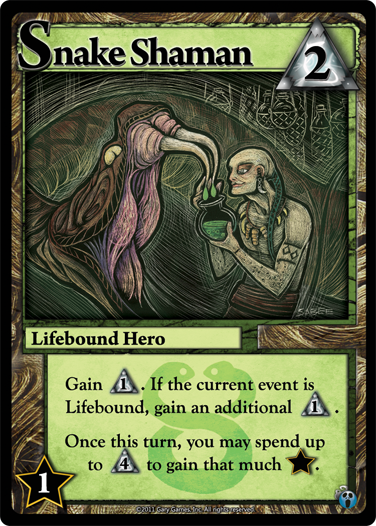 Snake Shaman
2
SABEE
Lifebound Hero
Gain 1. If the current event is
Lifebound, gain an additional 1.
Once this turn, you may spend up
to 4 to gain that much ★.
1
©2011 Gary Games, Inc. All rights reserved.